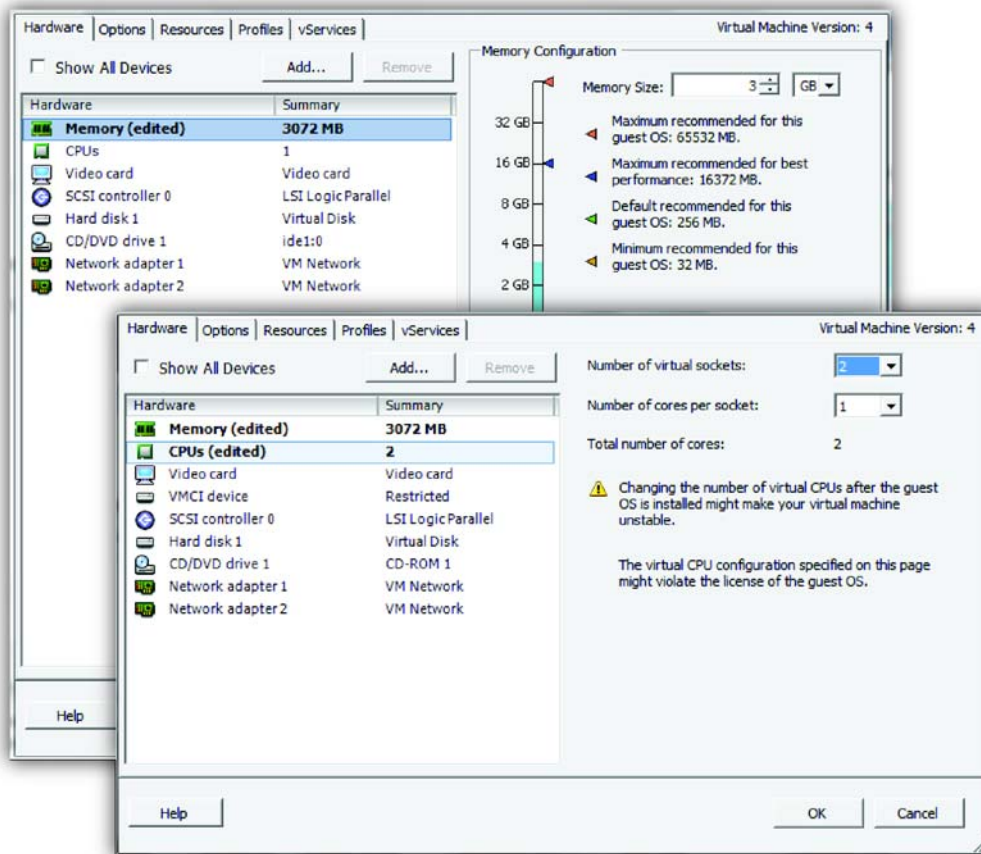 Hardware Options Resources Profiles vServices Virtual Machine Version: 4
Show All Devices Add... Remove
Hardware Summary
Memory (edited) 3072 MB
CPUs 1
Video card Video card
SCSI controller 0 LSI Logic Parallel
Hard disk 1 Virtual Disk
CD/DVD drive 1 ide1:0
Network adapter 1 VM Network
Network adapter 2 VM Network
Memory Configuration
Memory Size: 3 GB
32 GB
16 GB
8 GB
4 GB
2 GB
Maximum recommended for this
guest OS: 65532 MB.
Maximum recommended for best
performance: 16372 MB.
Default recommended for this
guest OS: 256 MB.
Minimum recommended for this
guest OS: 32 MB.
Help
Hardware Options Resources Profiles vServices Virtual Machine Version: 4
Show All Devices Add... Remove
Hardware Summary
Memory (edited) 3072 MB
CPUs (edited) 2
Video card Video card
VMCI device Restricted
SCSI controller 0 LSI Logic Parallel
Hard disk 1 Virtual Disk
CD/DVD drive 1 CD-ROM 1
Network adapter 1 VM Network
Network adapter 2 VM Network
Number of virtual sockets: 2
Number of cores per socket: 1
Total number of cores: 2
Changing the number of virtual CPUs after the guest
OS is installed might make your virtual machine
unstable.
The virtual CPU configuration specified on this page
might violate the license of the guest OS.
Help OK Cancel